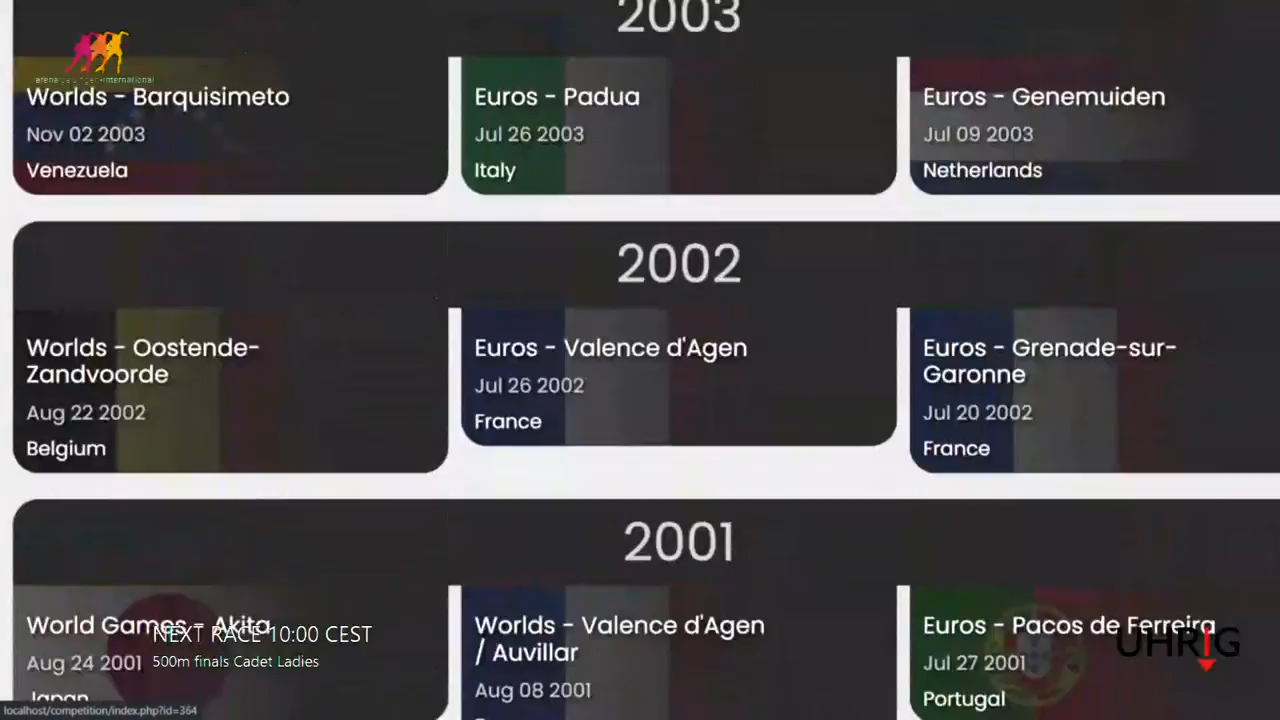 2003
arena geisingen international
Worlds - Barquisimeto
Nov 02 2003
Venezuela
Euros - Padua
Jul 26 2003
Italy
Euros - Genemuiden
Jul 09 2003
Netherlands
2002
Worlds - Oostende-
Zandvoorde
Aug 22 2002
Belgium
Euros - Valence d'Agen
Jul 26 2002
France
Euros - Grenade-sur-
Garonne
Jul 20 2002
France
2001
World Games - Akita
Aug 24 2001
Japan
Worlds - Valence d'Agen
/ Auvillar
Aug 08 2001
Euros - Pacos de Ferreira
Jul 27 2001
Portugal
NEXT RACE 10:00 CEST
500m finals Cadet Ladies
UHRIG
localhost/competition/index.php?id=364